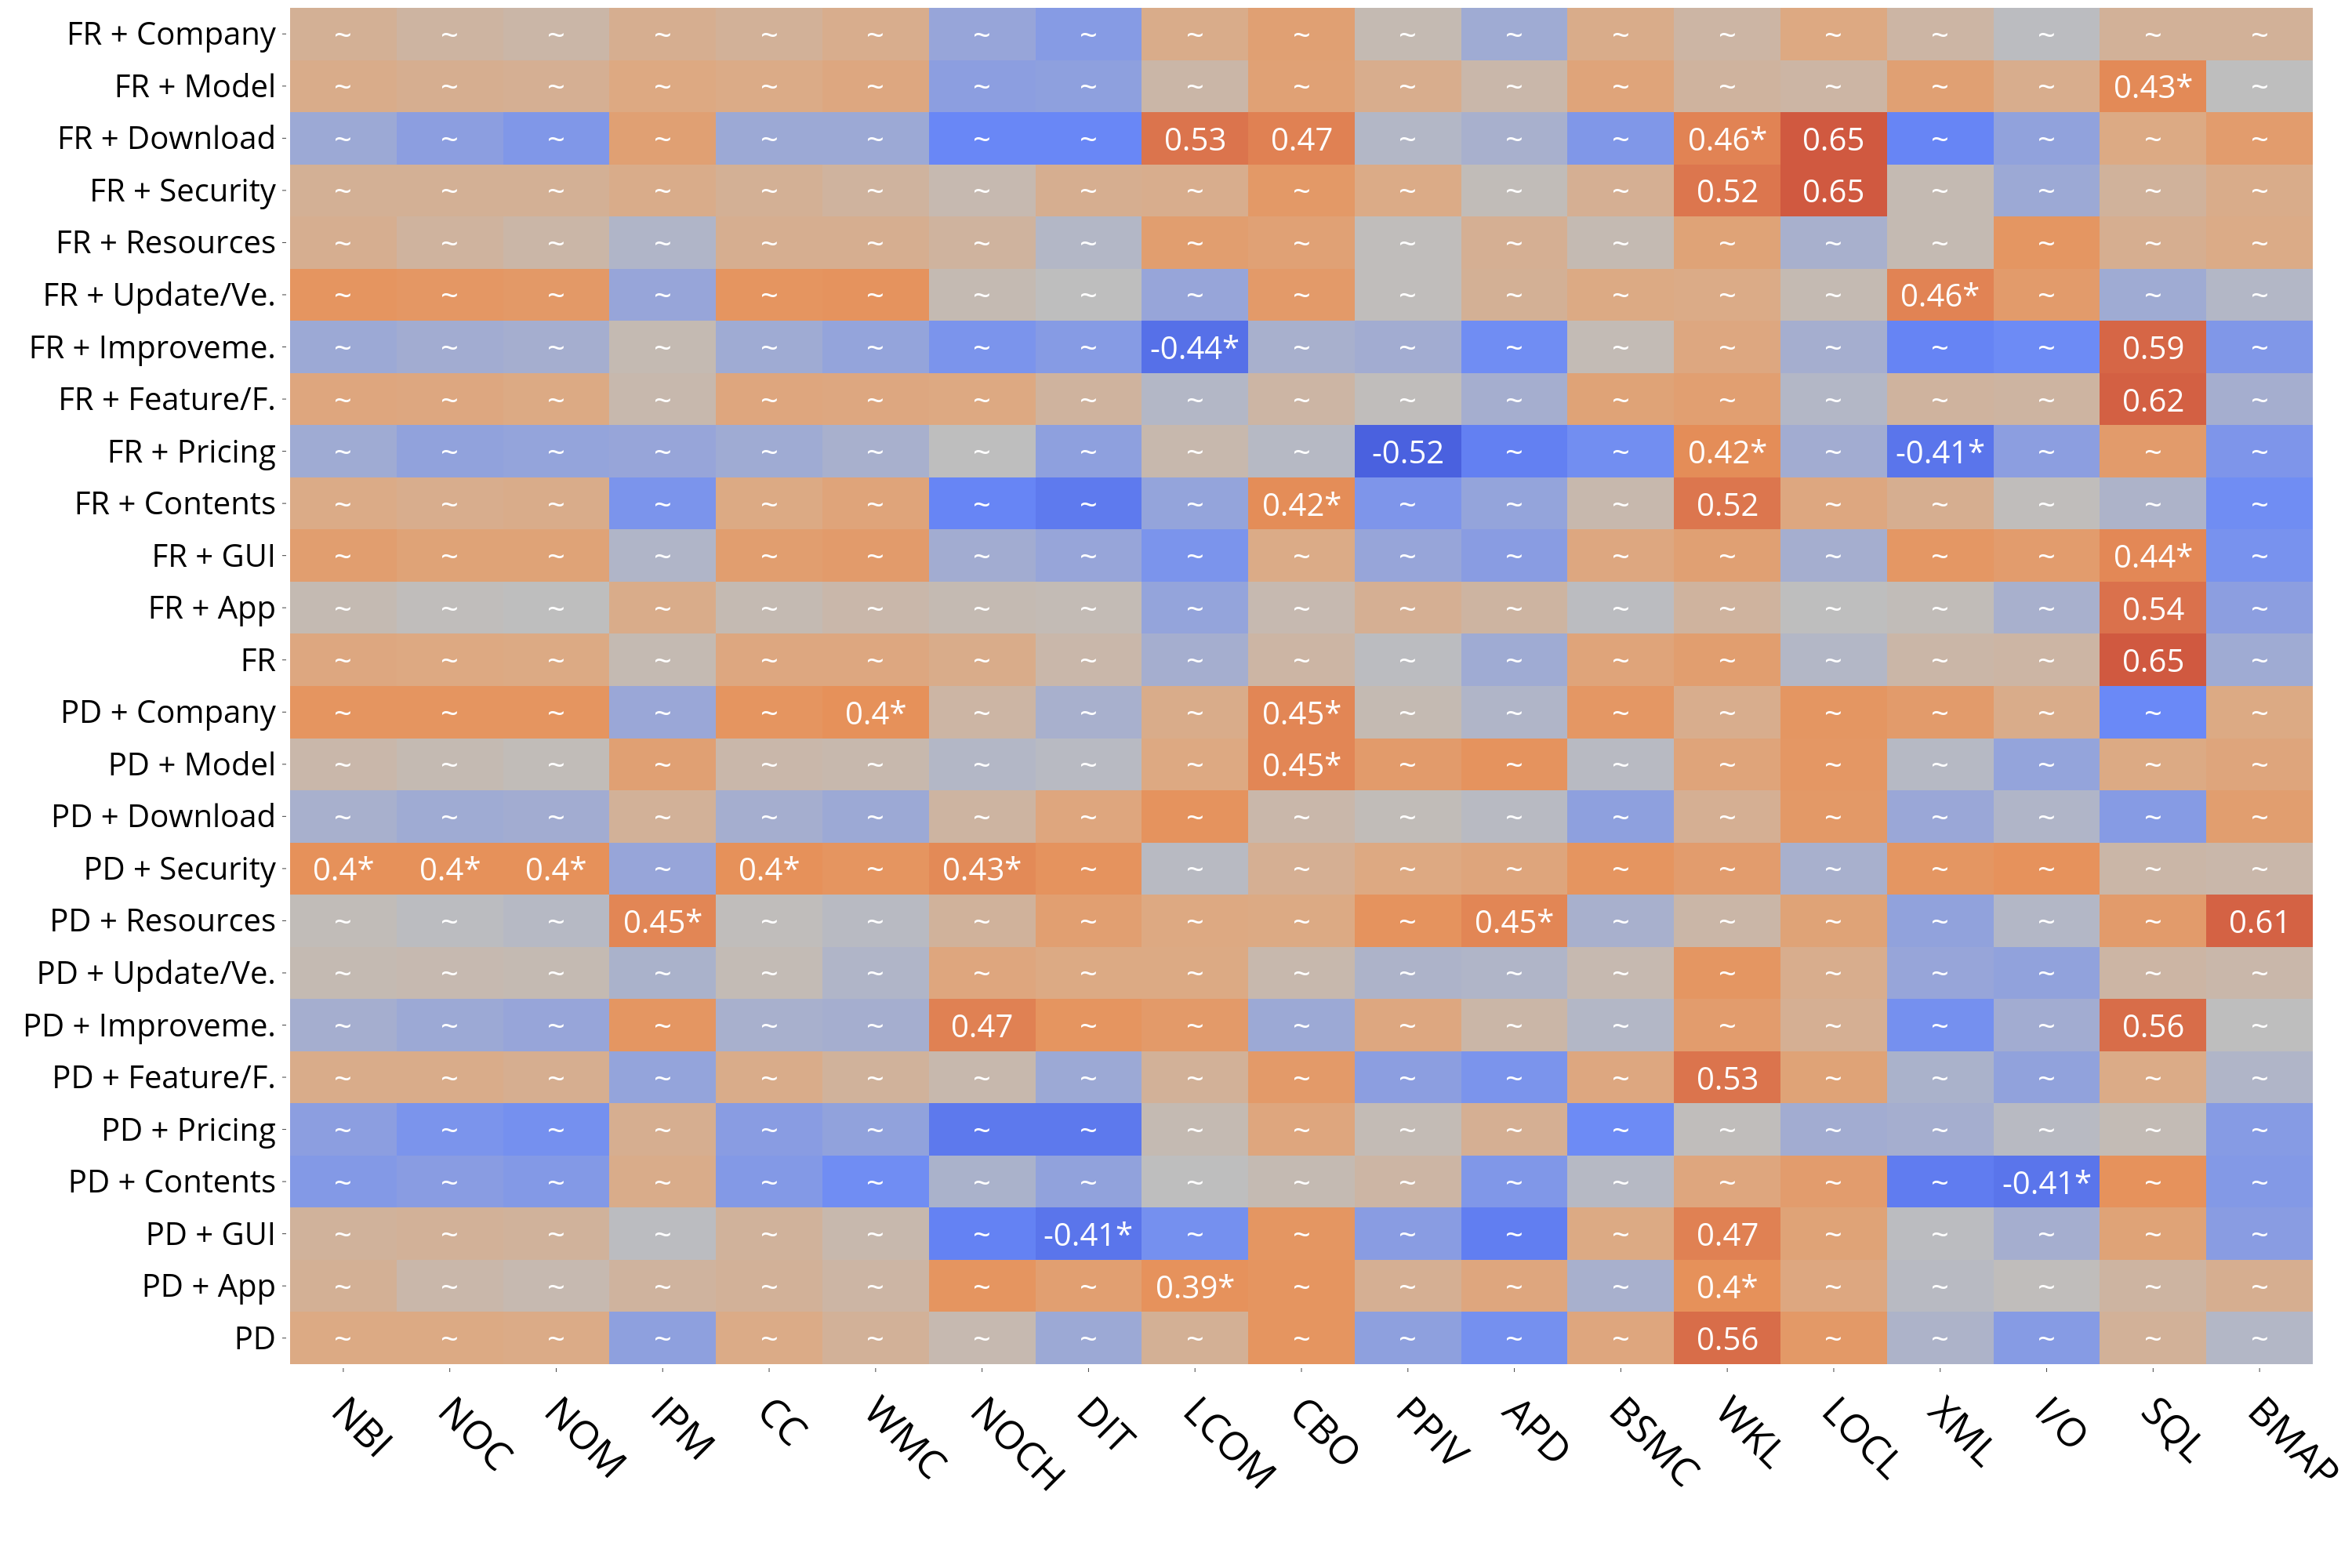 FR + Company ~ ~ ~ ~ ~ ~ ~ ~ ~ ~ ~ ~ ~ ~ ~ ~ ~ ~ ~
FR + Model ~ ~ ~ ~ ~ ~ ~ ~ ~ ~ ~ ~ ~ ~ ~ ~ ~ 0.43* ~
FR + Download ~ ~ ~ ~ ~ ~ ~ ~ 0.53 0.47 ~ ~ ~ 0.46* 0.65 ~ ~ ~ ~
FR + Security ~ ~ ~ ~ ~ ~ ~ ~ ~ ~ ~ ~ ~ 0.52 0.65 ~ ~ ~ ~
FR + Resources ~ ~ ~ ~ ~ ~ ~ ~ ~ ~ ~ ~ ~ ~ ~ ~ ~ ~ ~
FR + Update/Ve. ~ ~ ~ ~ ~ ~ ~ ~ ~ ~ ~ ~ ~ ~ ~ 0.46* ~ ~ ~
FR + Improveme. ~ ~ ~ ~ ~ ~ ~ ~ -0.44* ~ ~ ~ ~ ~ ~ ~ ~ 0.59 ~
FR + Feature/F. ~ ~ ~ ~ ~ ~ ~ ~ ~ ~ ~ ~ ~ ~ ~ ~ ~ 0.62 ~
FR + Pricing ~ ~ ~ ~ ~ ~ ~ ~ ~ ~ -0.52 ~ ~ 0.42* ~ -0.41* ~ ~ ~
FR + Contents ~ ~ ~ ~ ~ ~ ~ ~ ~ 0.42* ~ ~ ~ 0.52 ~ ~ ~ ~ ~
FR + GUI ~ ~ ~ ~ ~ ~ ~ ~ ~ ~ ~ ~ ~ ~ ~ ~ ~ 0.44* ~
FR + App ~ ~ ~ ~ ~ ~ ~ ~ ~ ~ ~ ~ ~ ~ ~ ~ ~ 0.54 ~
FR ~ ~ ~ ~ ~ ~ ~ ~ ~ ~ ~ ~ ~ ~ ~ ~ ~ 0.65 ~
PD + Company ~ ~ ~ ~ ~ 0.4* ~ ~ ~ 0.45* ~ ~ ~ ~ ~ ~ ~ ~ ~
PD + Model ~ ~ ~ ~ ~ ~ ~ ~ ~ 0.45* ~ ~ ~ ~ ~ ~ ~ ~ ~
PD + Download ~ ~ ~ ~ ~ ~ ~ ~ ~ ~ ~ ~ ~ ~ ~ ~ ~ ~ ~
PD + Security 0.4* 0.4* 0.4* ~ 0.4* ~ 0.43* ~ ~ ~ ~ ~ ~ ~ ~ ~ ~ ~ ~
PD + Resources ~ ~ ~ 0.45* ~ ~ ~ ~ ~ ~ ~ 0.45* ~ ~ ~ ~ ~ ~ 0.61
PD + Update/Ve. ~ ~ ~ ~ ~ ~ ~ ~ ~ ~ ~ ~ ~ ~ ~ ~ ~ ~ ~
PD + Improveme. ~ ~ ~ ~ ~ ~ 0.47 ~ ~ ~ ~ ~ ~ ~ ~ ~ ~ 0.56 ~
PD + Feature/F. ~ ~ ~ ~ ~ ~ ~ ~ ~ ~ ~ ~ ~ 0.53 ~ ~ ~ ~ ~
PD + Pricing ~ ~ ~ ~ ~ ~ ~ ~ ~ ~ ~ ~ ~ ~ ~ ~ ~ ~ ~
PD + Contents ~ ~ ~ ~ ~ ~ ~ ~ ~ ~ ~ ~ ~ ~ ~ ~ -0.41* ~ ~
PD + GUI ~ ~ ~ ~ ~ ~ ~ -0.41* ~ ~ ~ ~ ~ 0.47 ~ ~ ~ ~ ~
PD + App ~ ~ ~ ~ ~ ~ ~ ~ 0.39* ~ ~ ~ ~ 0.4* ~ ~ ~ ~ ~
PD ~ ~ ~ ~ ~ ~ ~ ~ ~ ~ ~ ~ ~ 0.56 ~ ~ ~ ~ ~
NBI NOC NOM IPM CC WMC NOCH DIT LCOM CBO PPIV APD BSMC WKL LOCL XML I/O SQL BMAP